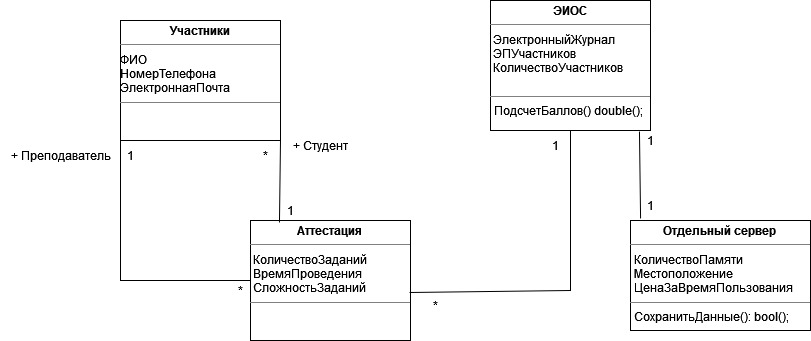 Участники
ФИО
НомерТелефона
ЭлектроннаяПочта
+ Преподаватель
1
*
+ Студент
1
Аттестация
КоличествоЗаданий
ВремяПроведения
СложностьЗаданий
*
*
ЭИОС
ЭлектронныйЖурнал
ЭПУчастников
КоличествоУчастников
ПодсчетБаллов() double();
1
1
1
Отдельный сервер
КоличествоПамяти
Местоположение
ЦенаЗаВремяПользования
СохранитьДанные(): bool();